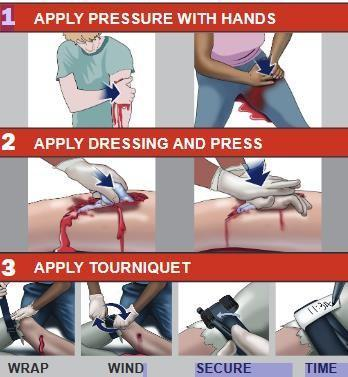 1 APPLY PRESSURE WITH HANDS
2 APPLY DRESSING AND PRESS
3 APPLY TOURNIQUET
WRAP WIND SECURE TIME